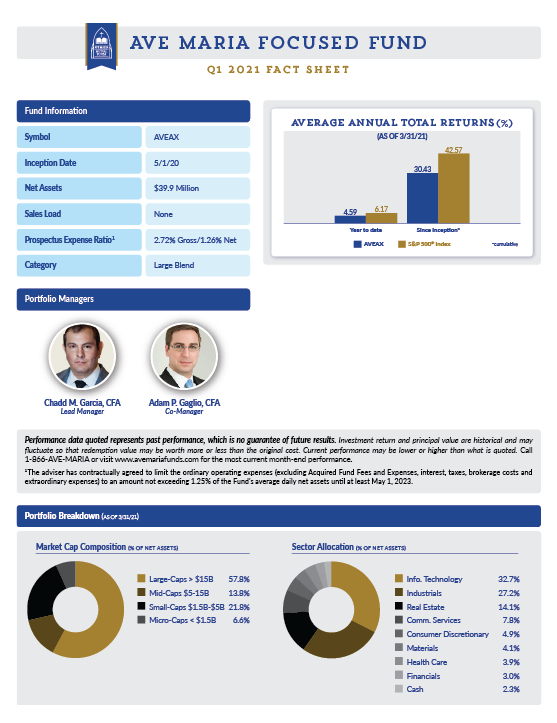 AVE MARIA FOCUSED FUND
Q1 2021 FACT SHEET
Fund Information
Symbol AVEAX
Inception Date 5/1/20
Net Assets $39.9 Million
Sales Load None
Prospectus Expense Ratio¹ 2.72% Gross/1.26% Net
Category Large Blend
AVERAGE ANNUAL TOTAL RETURNS (%)
(AS OF 3/31/21)
4.59 6.17 30.43 42.57
Year to date Since Inception*
AVEAX S&P 500® Index *cumulative
Portfolio Managers
Chadd M. Garcia, CFA
Lead Manager
Adam P. Gaglio, CFA
Co-Manager
Performance data quoted represents past performance, which is no guarantee of future results. Investment return and principal value are historical and may
fluctuate so that redemption value may be worth more or less than the original cost. Current performance may be lower or higher than what is quoted. Call
1-866-AVE-MARIA or visit www.avemariafunds.com for the most current month-end performance.
¹The adviser has contractually agreed to limit the ordinary operating expenses (excluding Acquired Fund Fees and Expenses, interest, taxes, brokerage costs and
extraordinary expenses) to an amount not exceeding 1.25% of the Fund's average daily net assets until at least May 1, 2023.
Portfolio Breakdown (AS OF 3/31/21)
Market Cap Composition (% OF NET ASSETS)
Large-Caps > $15B 57.8%
Mid-Caps $5-15B 13.8%
Small-Caps $1.5B-$5B 21.8%
Micro-Caps < $1.5B 6.6%
Sector Allocation (% OF NET ASSETS)
Info. Technology 32.7%
Industrials 27.2%
Real Estate 14.1%
Comm. Services 7.8%
Consumer Discretionary 4.9%
Materials 4.1%
Health Care 3.9%
Financials 3.0%
Cash 2.3%